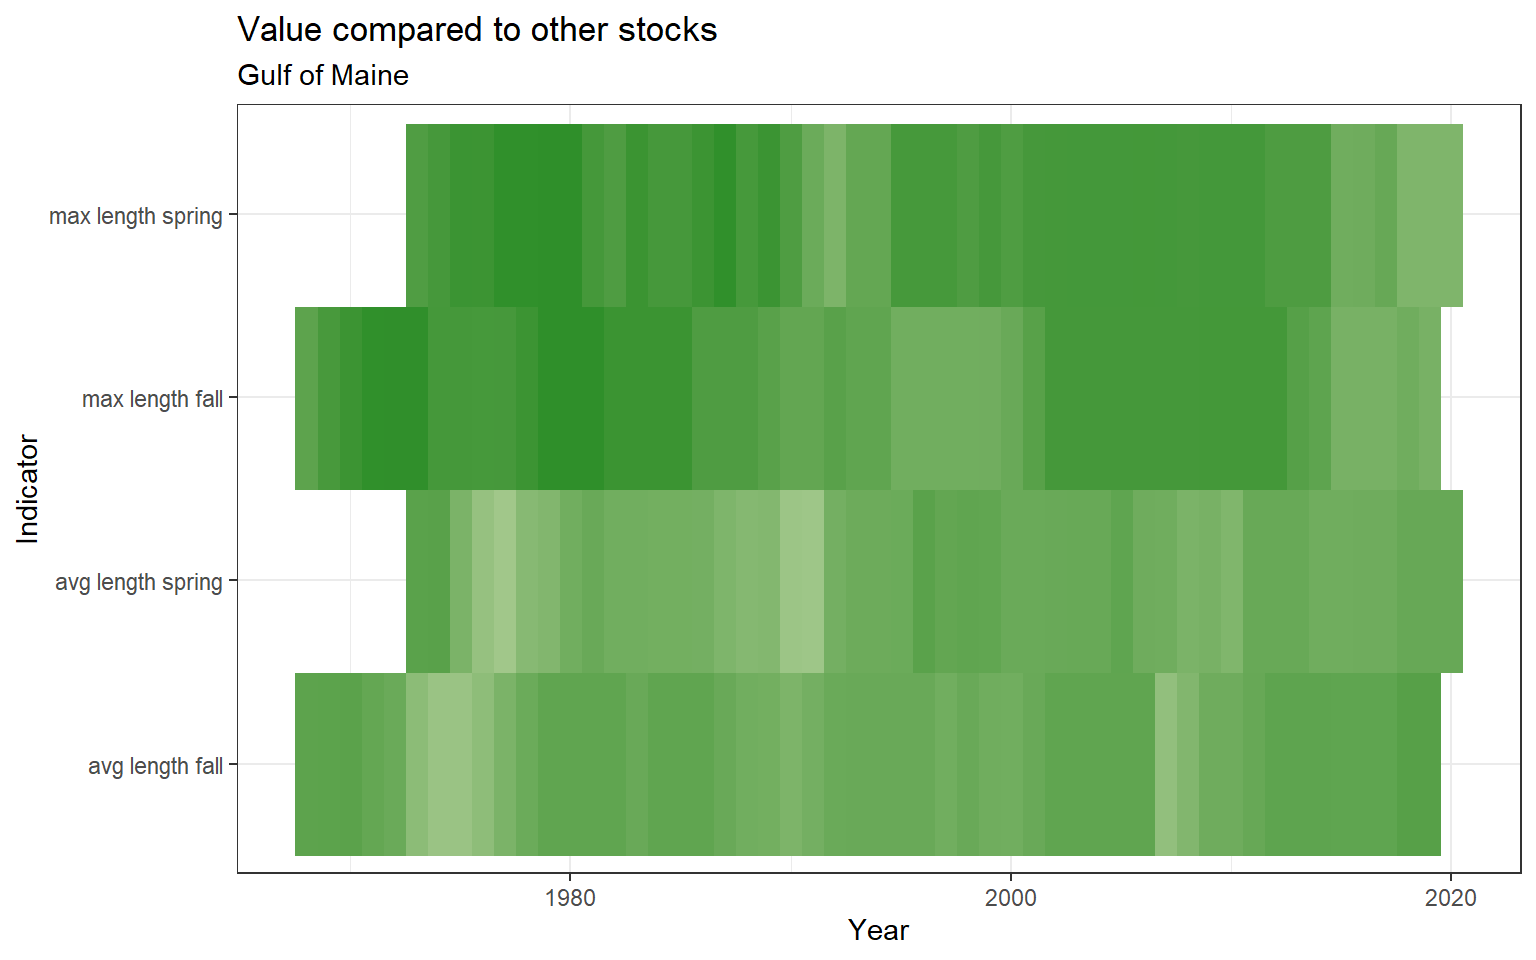 Value compared to other stocks
Gulf of Maine
max length spring
max length fall
avg length spring
avg length fall
Indicator
1980
2000
2020
Year